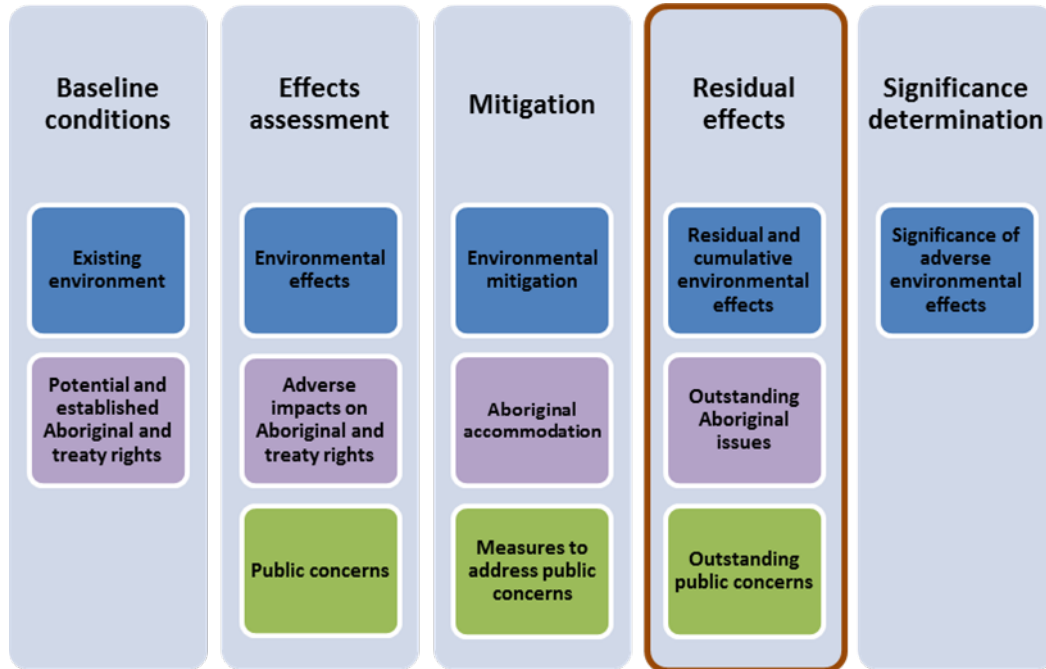 Baseline
conditions
Effects
assessment
Mitigation
Residual
effects
Significance
determination
Existing
environment
Environmental
effects
Environmental
mitigation
Residual and
cumulative
environmental
effects
Significance of
adverse
environmental
effects
Potential and
established
Aboriginal and
treaty rights
Adverse
impacts on
Aboriginal and
treaty rights
Aboriginal
accommodation
Outstanding
Aboriginal
issues
Public concerns
Measures to
address public
concerns
Outstanding
public concerns